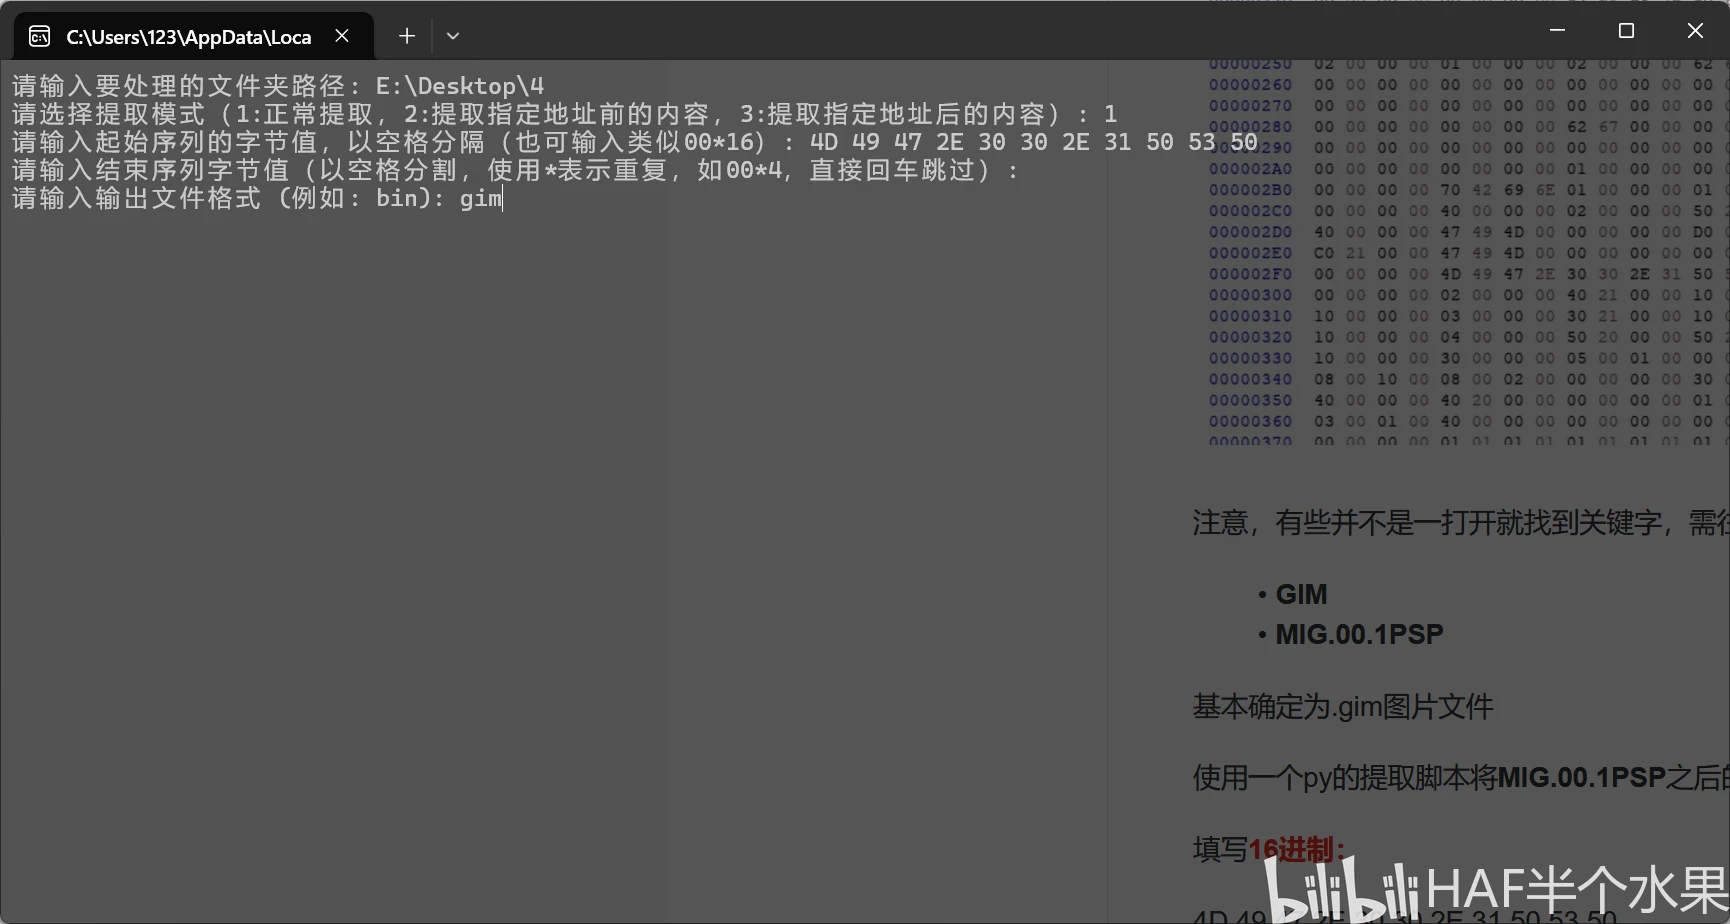 C:\Users\123\AppData\Loca
请输入要处理的文件夹路径: E:\Desktop\4
请选择提取模式（1:正常提取, 2:提取指定地址前的内容, 3:提取指定地址后的内容）: 1
请输入起始序列的字节值, 以空格分隔（也可输入类似00*16）: 4D 49 47 2E 30 30 2E 31 50 53 50
请输入结束序列字节值（以空格分割, 使用*表示重复, 如00*4, 直接回车跳过）:
请输入输出文件格式 (例如: bin): gim
00000250 02 00 00 00 01 00 00 00 02 00 00 00 62
00000260 00 00 00 00 00 00 00 00 00 00 00 00 00
00000270 00 00 00 00 00 00 00 00 00 00 00 00 00
00000280 00 00 00 00 00 00 00 00 62 67 00 00 00
00000290 00 00 00 00 00 00 00 00 00 00 00 00 00
000002A0 00 00 00 00 00 00 00 00 01 00 00 00 00
000002B0 00 00 00 00 70 42 69 6E 01 00 00 00 01
000002C0 00 00 00 00 40 00 00 00 02 00 00 00 50
000002D0 40 00 00 00 47 49 4D 00 00 00 00 00 D0
000002E0 C0 21 00 00 47 49 4D 00 00 00 00 00 00
000002F0 00 00 00 00 4D 49 47 2E 30 30 2E 31 50
00000300 00 00 00 00 02 00 00 00 40 21 00 00 10
00000310 10 00 00 00 03 00 00 00 30 21 00 00 10
00000320 10 00 00 00 04 00 00 00 50 20 00 00 50
00000330 10 00 00 00 30 00 00 00 05 00 01 00 00
00000340 08 00 10 00 08 00 02 00 00 00 00 00 30
00000350 40 00 00 00 40 20 00 00 00 00 00 00 01
00000360 03 00 01 00 40 00 00 00 00 00 00 00 00
00000370 00 00 00 00 01 01 01 01 01 01 01 01 01
注意，有些并不是一打开就找到关键字，需往
• GIM
• MIG.00.1PSP
基本确定为.gim图片文件
使用一个py的提取脚本将MIG.00.1PSP之后的
填写16进制：
4D 49 47 2E 30 30 2E 31 50 53 50
bilibili HAF半个水果